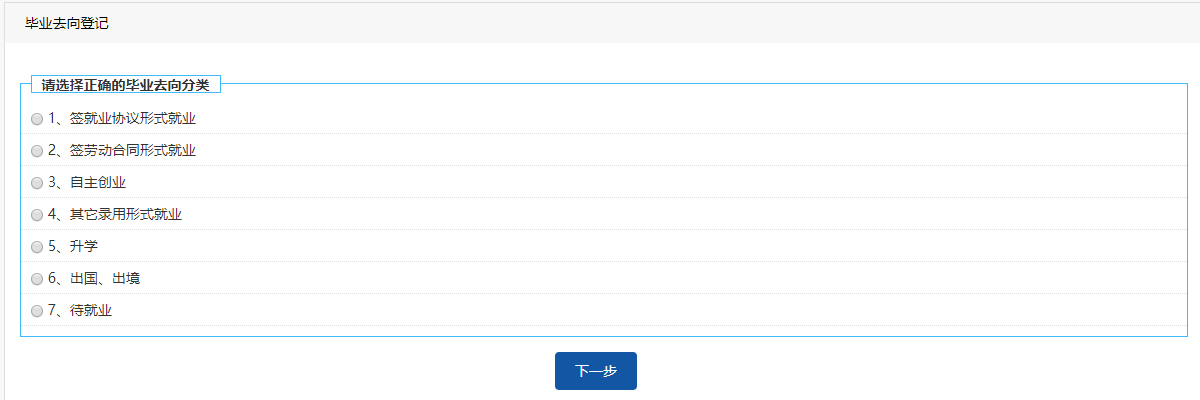 毕业去向登记
请选择正确的毕业去向分类
1、签就业协议形式就业
2、签劳动合同形式就业
3、自主创业
4、其它录用形式就业
5、升学
6、出国、出境
7、待就业
下一步